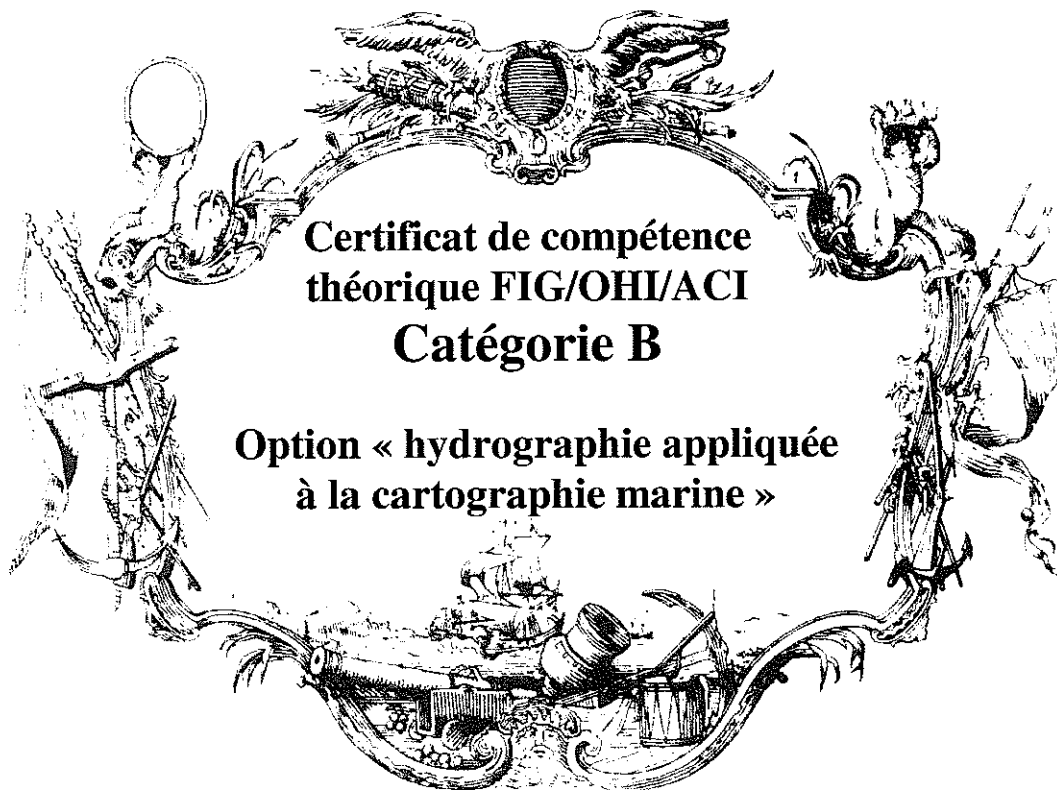 Certificat de compétence
théorique FIG/OHI/ACI
Catégorie B
Option « hydrographie appliquée
à la cartographie marine »